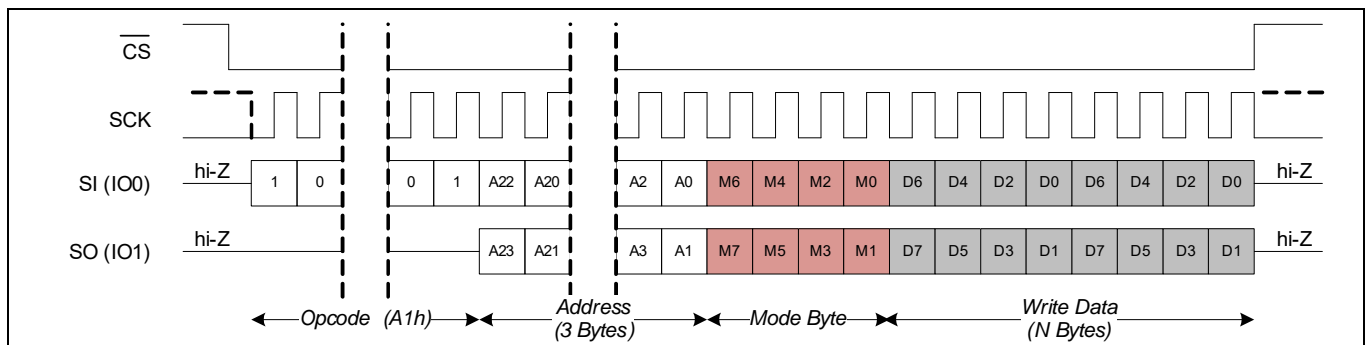 CS
SCK
SI (IO0) hi-Z 1 0 0 1 A22 A20 A2 A0 M6 M4 M2 M0 D6 D4 D2 D0 D6 D4 D2 D0 hi-Z
SO (IO1) hi-Z A23 A21 A3 A1 M7 M5 M3 M1 D7 D5 D3 D1 D7 D5 D3 D1 hi-Z
Opcode (A1h) Address Mode Byte Write Data
(3 Bytes) (N Bytes)